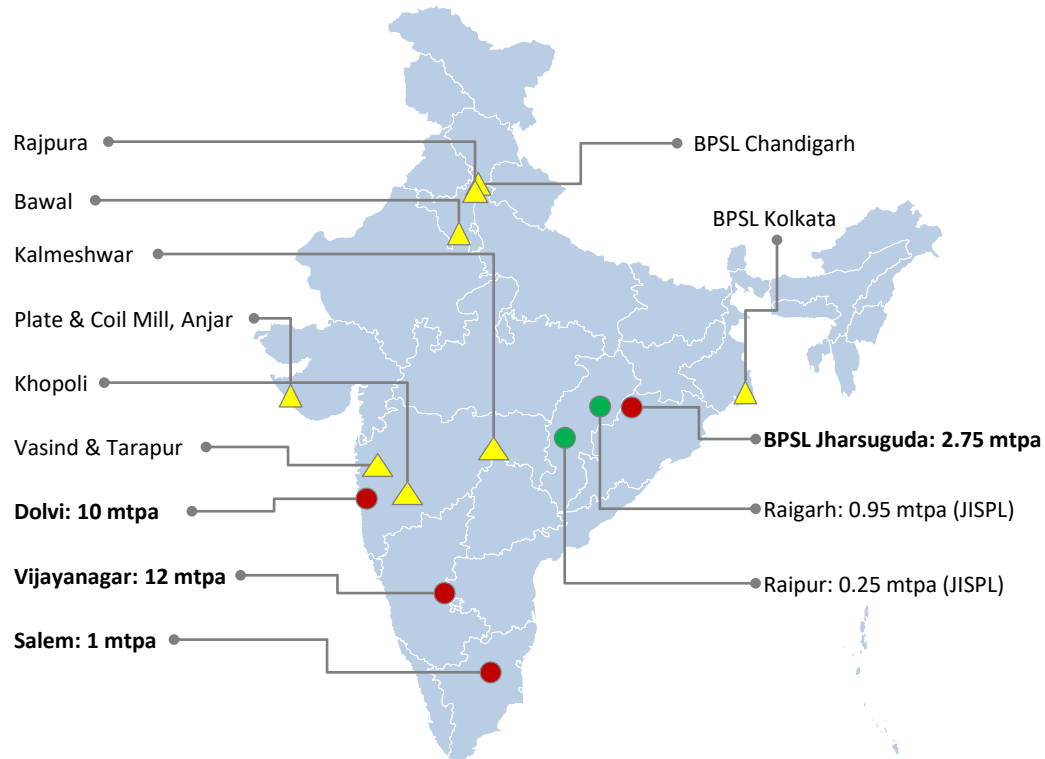 Rajpura
Bawal
Kalmeshwar
Plate & Coil Mill, Anjar
Khopoli
Vasind & Tarapur
Dolvi: 10 mtpa
Vijayanagar: 12 mtpa
Salem: 1 mtpa
BPSL Chandigarh
BPSL Kolkata
BPSL Jharsuguda: 2.75 mtpa
Raigarh: 0.95 mtpa (JISPL)
Raipur: 0.25 mtpa (JISPL)